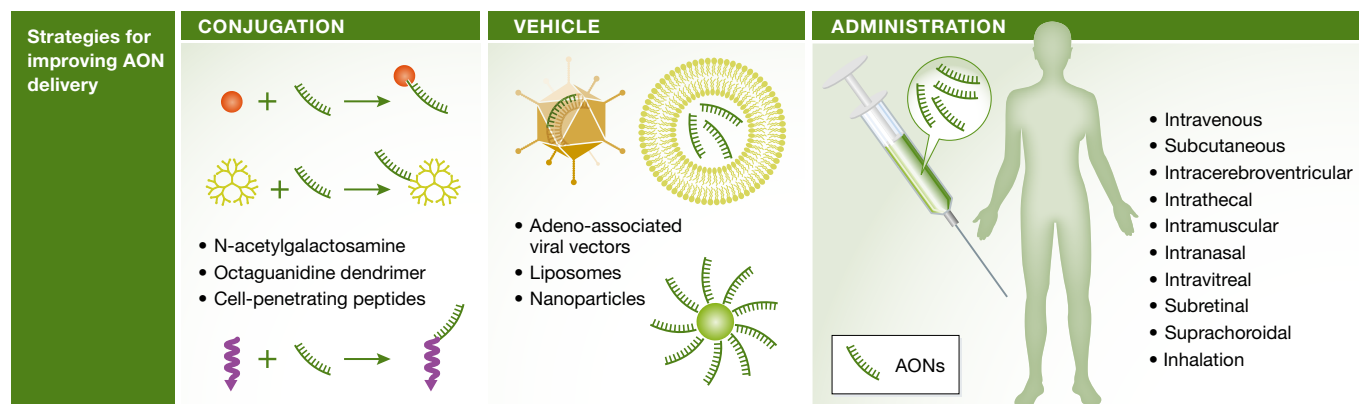 Strategies for
improving AON
delivery
CONJUGATION
• N-acetylgalactosamine
• Octaguanidine dendrimer
• Cell-penetrating peptides
VEHICLE
• Adeno-associated
viral vectors
• Liposomes
• Nanoparticles
ADMINISTRATION
• Intravenous
• Subcutaneous
• Intracerebroventricular
• Intrathecal
• Intramuscular
• Intranasal
• Intravitreal
• Subretinal
• Suprachoroidal
• Inhalation
AONs